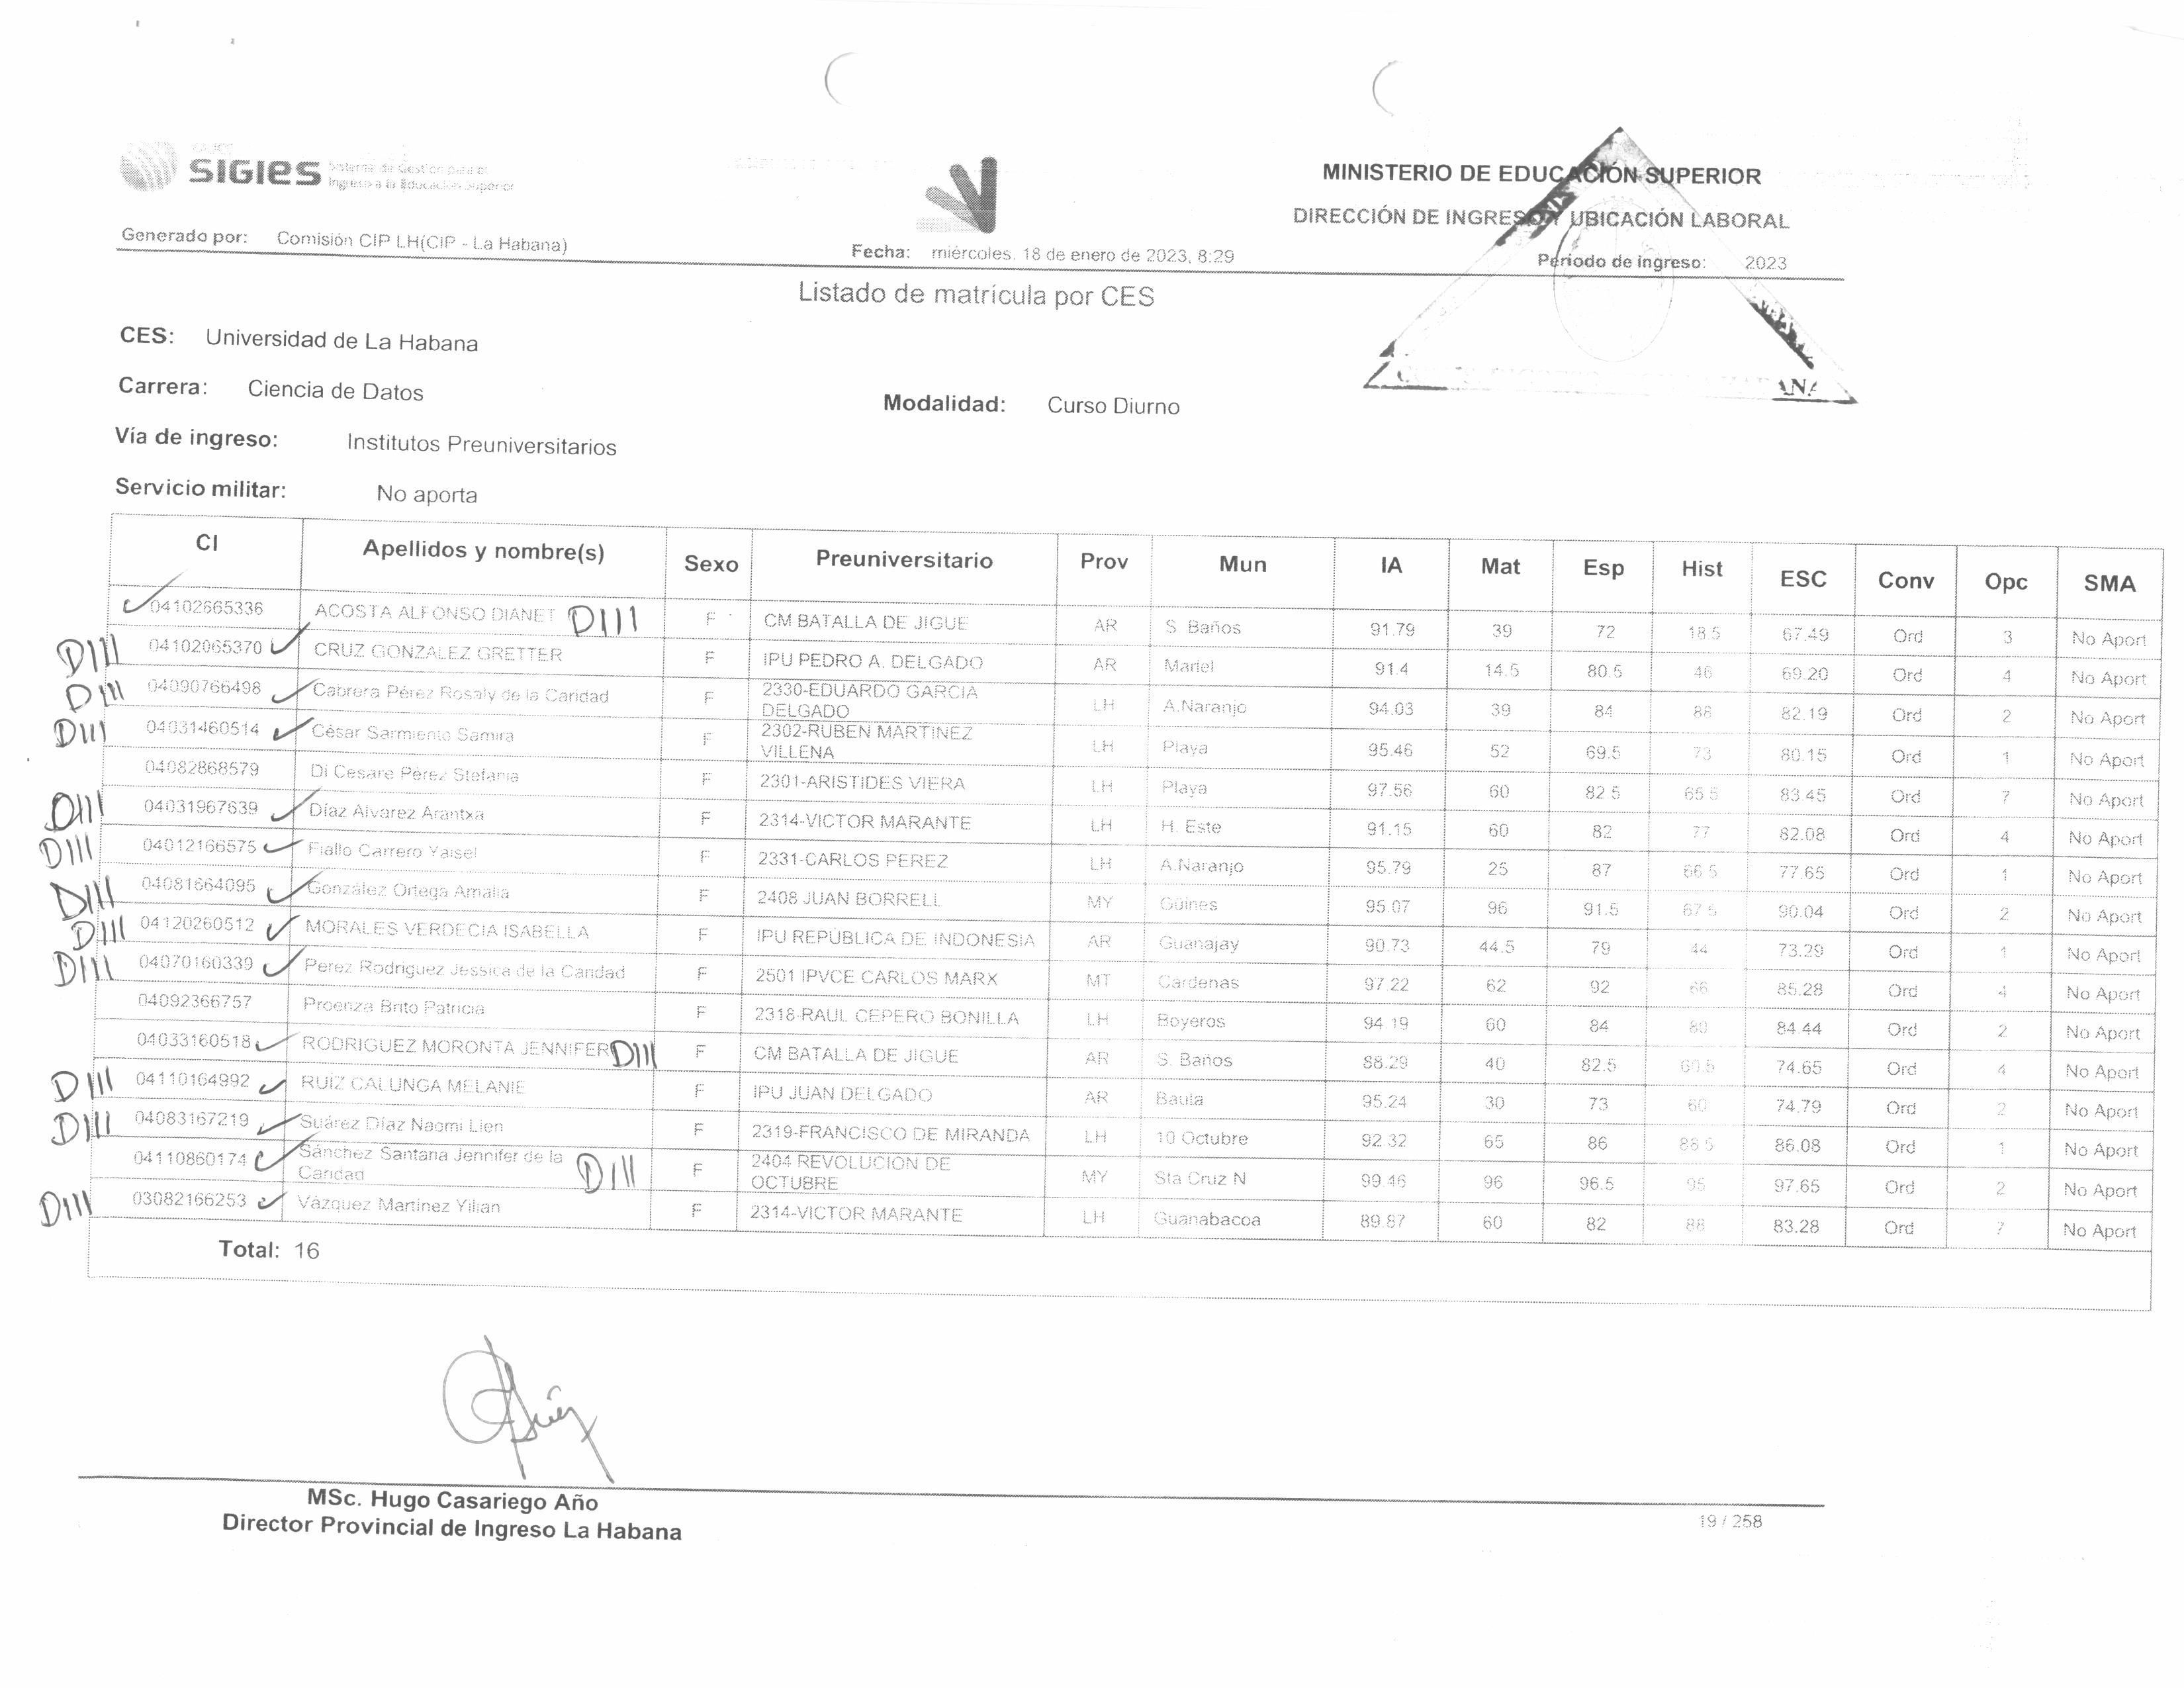 SIGIES Sistema de Gestión para el
Ingreso a la Educación Superior
MINISTERIO DE EDUCACIÓN SUPERIOR
DIRECCIÓN DE INGRESO Y UBICACIÓN LABORAL
Generado por: Comisión CIP LH(CIP - La Habana)
Fecha: miércoles, 18 de enero de 2023, 8:29
Período de ingreso: 2023
Listado de matrícula por CES
CES: Universidad de La Habana
Carrera: Ciencia de Datos
Modalidad: Curso Diurno
Vía de ingreso: Institutos Preuniversitarios
Servicio militar: No aporta
CI Apellidos y nombre(s) Sexo Preuniversitario Prov Mun IA Mat Esp Hist ESC Conv Opc SMA
04102665336 ACOSTA ALFONSO DIANET DIII F CM BATALLA DE JIGUE AR S. Baños 91.79 39 72 18.5 67.49 Ord 3 No Aport
DIII 04102065370 CRUZ GONZALEZ GRETTER F IPU PEDRO A. DELGADO AR Mariel 91.4 14.5 80.5 46 69.20 Ord 4 No Aport
DIII 04090766498 Cabrera Pérez Rosaly de la Caridad F 2330-EDUARDO GARCIA DELGADO LH A.Naranjo 94.03 39 84 88 82.19 Ord 2 No Aport
DIII 04031460514 César Sarmiento Samira F 2302-RUBEN MARTINEZ VILLENA LH Playa 95.46 52 69.5 73 80.15 Ord 1 No Aport
04082868579 Di Cesare Pérez Stefania F 2301-ARISTIDES VIERA LH Playa 97.56 60 82.5 65.5 83.45 Ord 7 No Aport
DIII 04031967639 Díaz Alvarez Arantxa F 2314-VICTOR MARANTE LH H. Este 91.15 60 82 77 82.08 Ord 4 No Aport
DIII 04012166575 Fiallo Carrero Yaisel F 2331-CARLOS PEREZ LH A.Naranjo 95.79 25 87 66.5 77.65 Ord 1 No Aport
DIII 04081664095 González Ortega Amalia F 2408 JUAN BORRELL MY Güines 95.07 96 91.5 67.5 90.04 Ord 2 No Aport
DIII 04120260512 MORALES VERDECIA ISABELLA F IPU REPUBLICA DE INDONESIA AR Guanajay 90.73 44.5 79 44 73.29 Ord 1 No Aport
DIII 04070160339 Perez Rodriguez Jessica de la Caridad F 2501 IPVCE CARLOS MARX MT Cardenas 97.22 62 92 66 85.28 Ord 4 No Aport
04092366757 Proenza Brito Patricia F 2318-RAUL CEPERO BONILLA LH Boyeros 94.19 60 84 80 84.44 Ord 2 No Aport
04033160518 RODRIGUEZ MORONTA JENNIFER DIII F CM BATALLA DE JIGUE AR S. Baños 88.29 40 82.5 60.5 74.65 Ord 4 No Aport
DIII 04110164992 RUIZ CALUNGA MELANIE F IPU JUAN DELGADO AR Bauta 95.24 30 73 60 74.79 Ord 2 No Aport
DIII 04083167219 Suárez Díaz Naomi Lien F 2319-FRANCISCO DE MIRANDA LH 10 Octubre 92.32 65 86 88.5 86.08 Ord 1 No Aport
04110860174 Sánchez Santana Jennifer de la Caridad DIII F 2404 REVOLUCION DE OCTUBRE MY Sta Cruz N 99.46 96 96.5 95 97.65 Ord 2 No Aport
DIII 03082166253 Vázquez Martínez Yilian F 2314-VICTOR MARANTE LH Guanabacoa 89.87 60 82 88 83.28 Ord 7 No Aport
Total: 16
MSc. Hugo Casariego Año
Director Provincial de Ingreso La Habana
19 / 258